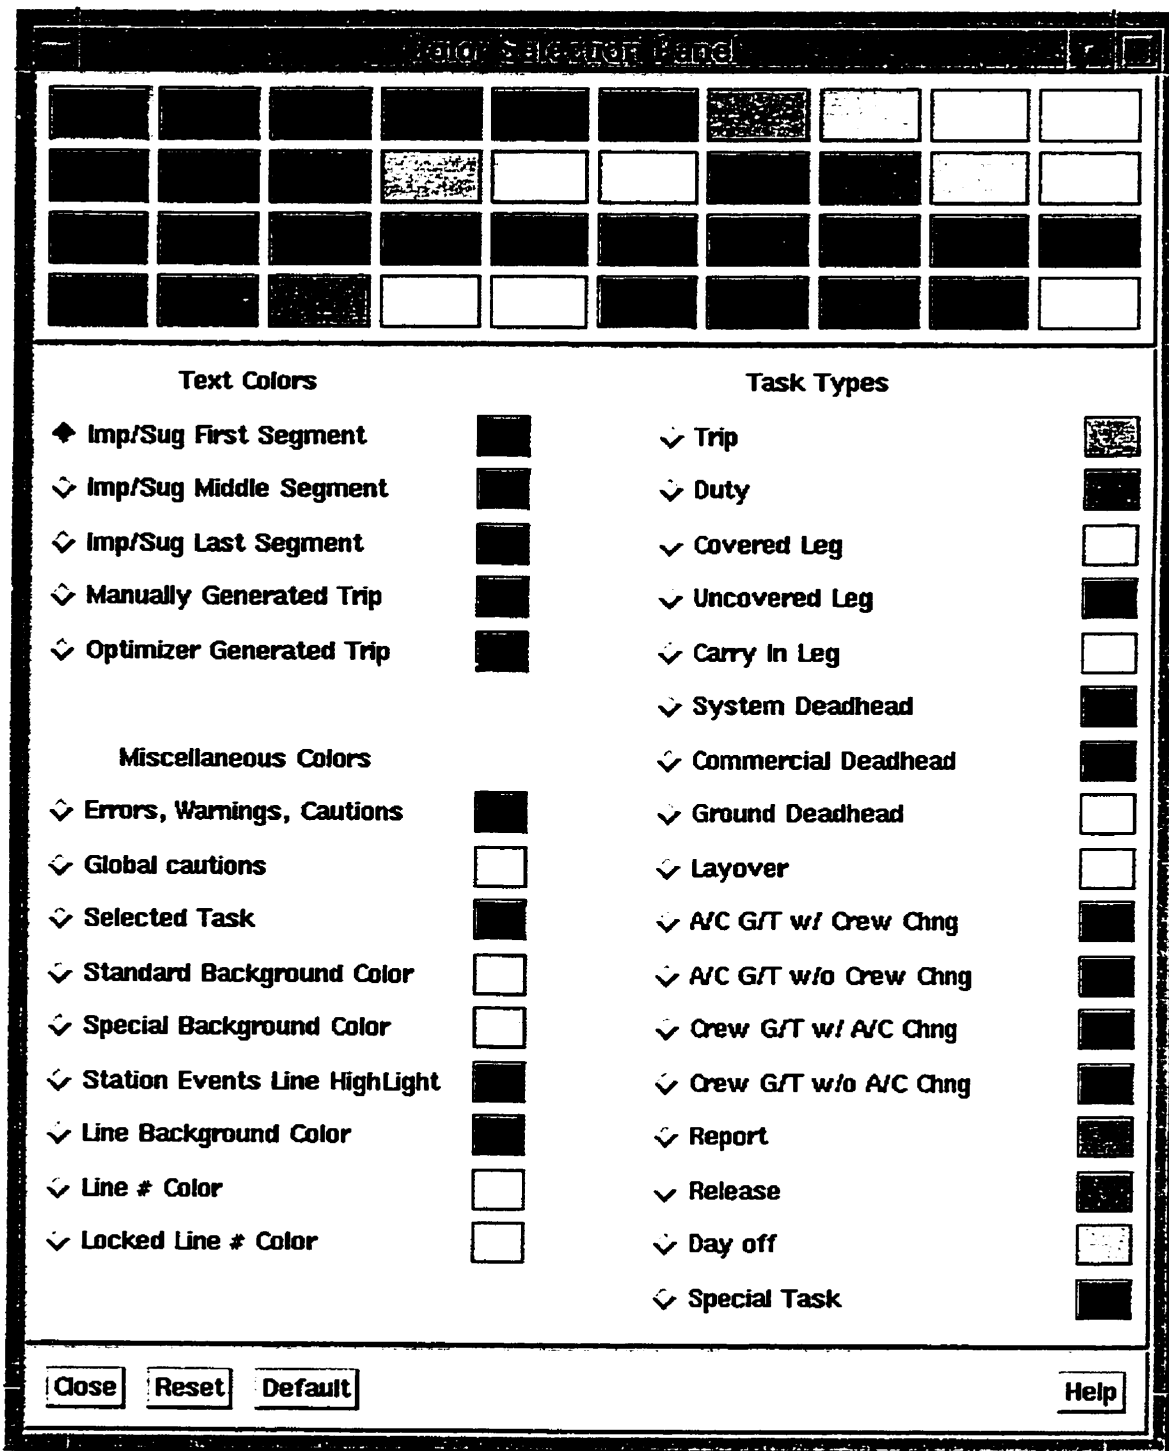 Color Selection Panel
Text Colors
Imp/Sug First Segment
Imp/Sug Middle Segment
Imp/Sug Last Segment
Manually Generated Trip
Optimizer Generated Trip
Miscellaneous Colors
Errors, Warnings, Cautions
Global cautions
Selected Task
Standard Background Color
Special Background Color
Station Events Line HighLight
Line Background Color
Line # Color
Locked Line # Color
Task Types
Trip
Duty
Covered Leg
Uncovered Leg
Carry In Leg
System Deadhead
Commercial Deadhead
Ground Deadhead
Layover
A/C G/T w/ Crew Chng
A/C G/T w/o Crew Chng
Crew G/T w/ A/C Chng
Crew G/T w/o A/C Chng
Report
Release
Day off
Special Task
Close Reset Default Help